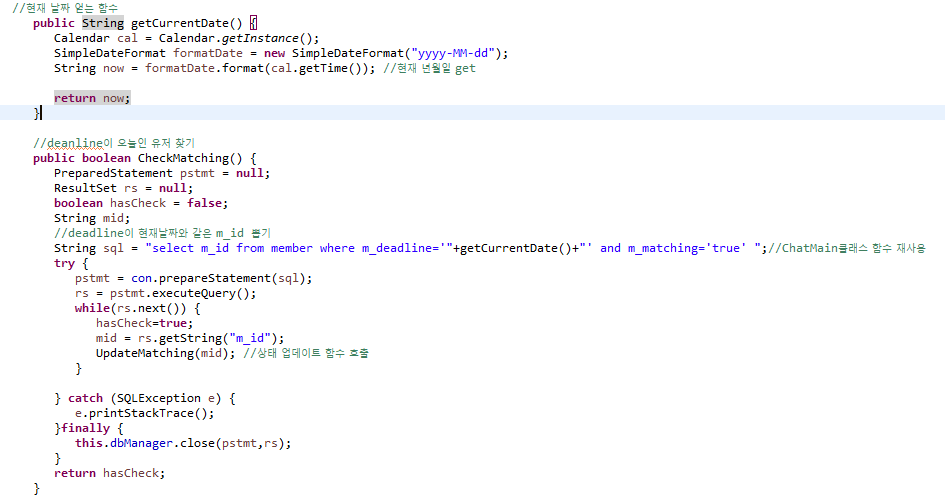 //현재 날짜 얻는 함수
public String getCurrentDate() {
Calendar cal = Calendar.getInstance();
SimpleDateFormat formatDate = new SimpleDateFormat("yyyy-MM-dd");
String now = formatDate.format(cal.getTime()); //현재 년월일 get
return now;
}
//deanline이 오늘인 유저 찾기
public boolean CheckMatching() {
PreparedStatement pstmt = null;
ResultSet rs = null;
boolean hasCheck = false;
String mid;
//deadline이 현재날짜와 같은 m_id 뽑기
String sql = "select m_id from member where m_deadline='"+getCurrentDate()+"' and m_matching='true' ";//ChatMain클래스 함수 재사용
try {
pstmt = con.prepareStatement(sql);
rs = pstmt.executeQuery();
while(rs.next()) {
hasCheck=true;
mid = rs.getString("m_id");
UpdateMatching(mid); //상태 업데이트 함수 호출
}
} catch (SQLException e) {
e.printStackTrace();
}finally {
this.dbManager.close(pstmt,rs);
}
return hasCheck;
}